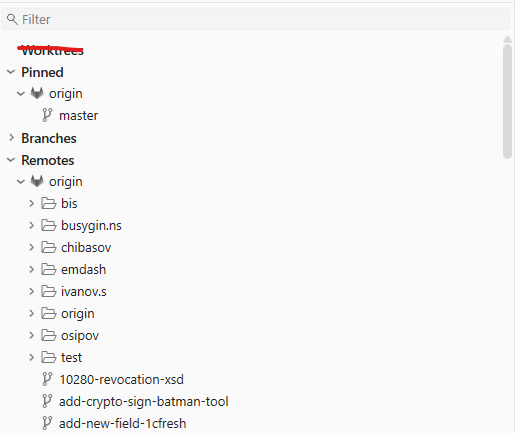 Filter
Worktrees
Pinned
origin
master
Branches
Remotes
origin
bis
busygin.ns
chibasov
emdash
ivanov.s
origin
osipov
test
10280-revocation-xsd
add-crypto-sign-batman-tool
add-new-field-1cfresh